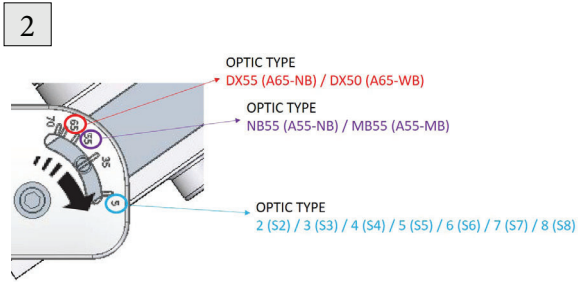 2
OPTIC TYPE
DX55 (A65-NB) / DX50 (A65-WB)
OPTIC TYPE
NB55 (A55-NB) / MB55 (A55-MB)
70
65
55
35
5
OPTIC TYPE
2 (S2) / 3 (S3) / 4 (S4) / 5 (S5) / 6 (S6) / 7 (S7) / 8 (S8)